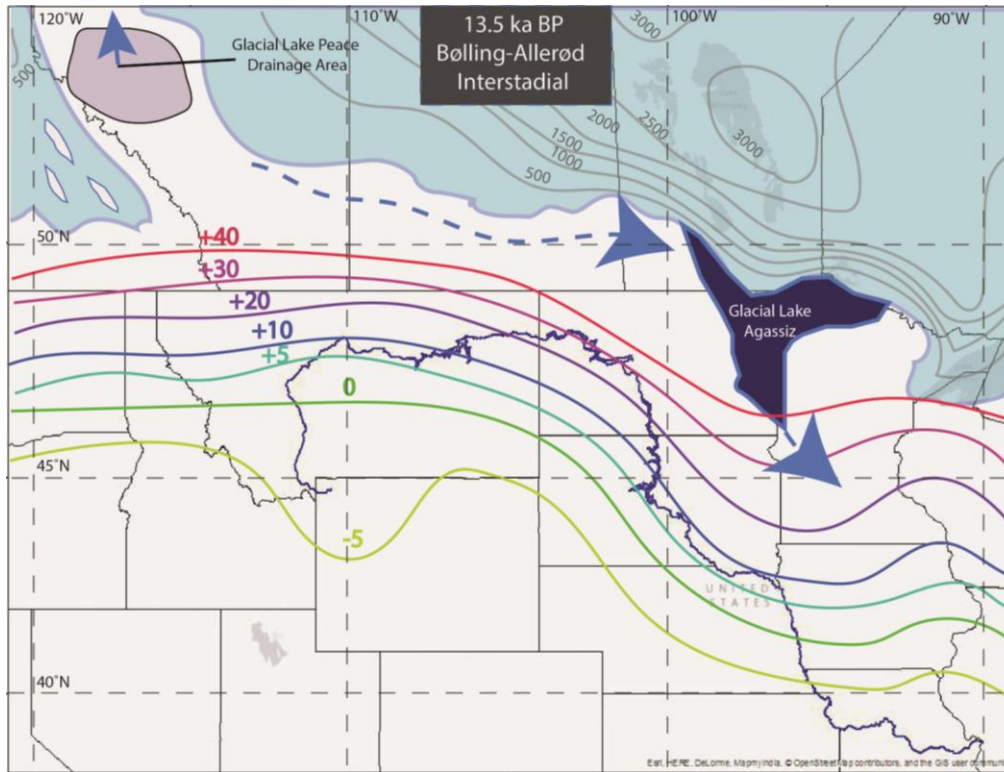 120°W
110°W
100°W
90°W
13.5 ka BP
Bølling-Allerød
Interstadial
Glacial Lake Peace
Drainage Area
500
3000
2000
2500
1500
1000
500
3000
50°N
+40
+30
+20
+10
+5
0
-5
Glacial Lake
Agassiz
45°N
UNITED
STATES
40°N
Esri, HERE, DeLorme, MapmyIndia, © OpenStreetMap contributors, and the GIS user